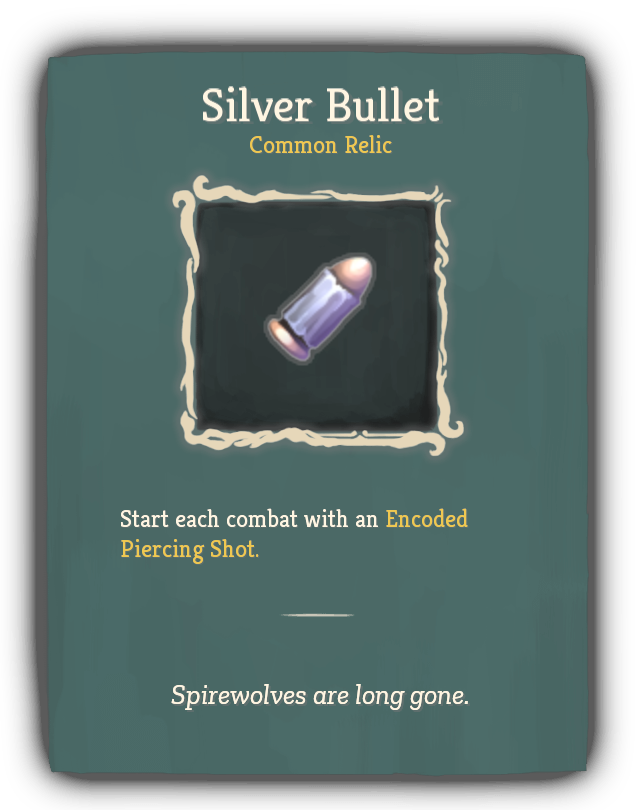 Silver Bullet
Common Relic
Start each combat with an Encoded
Piercing Shot.
Spirewolves are long gone.